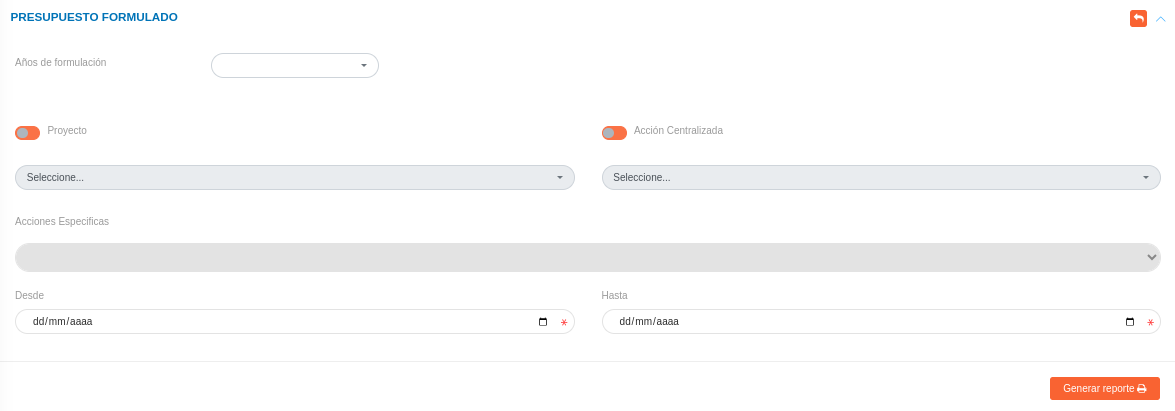 PRESUPUESTO FORMULADO
Años de formulación
Proyecto
Acción Centralizada
Seleccione...
Seleccione...
Acciones Especificas
Desde
Hasta
dd/mm/aaaa *
dd/mm/aaaa *
Generar reporte